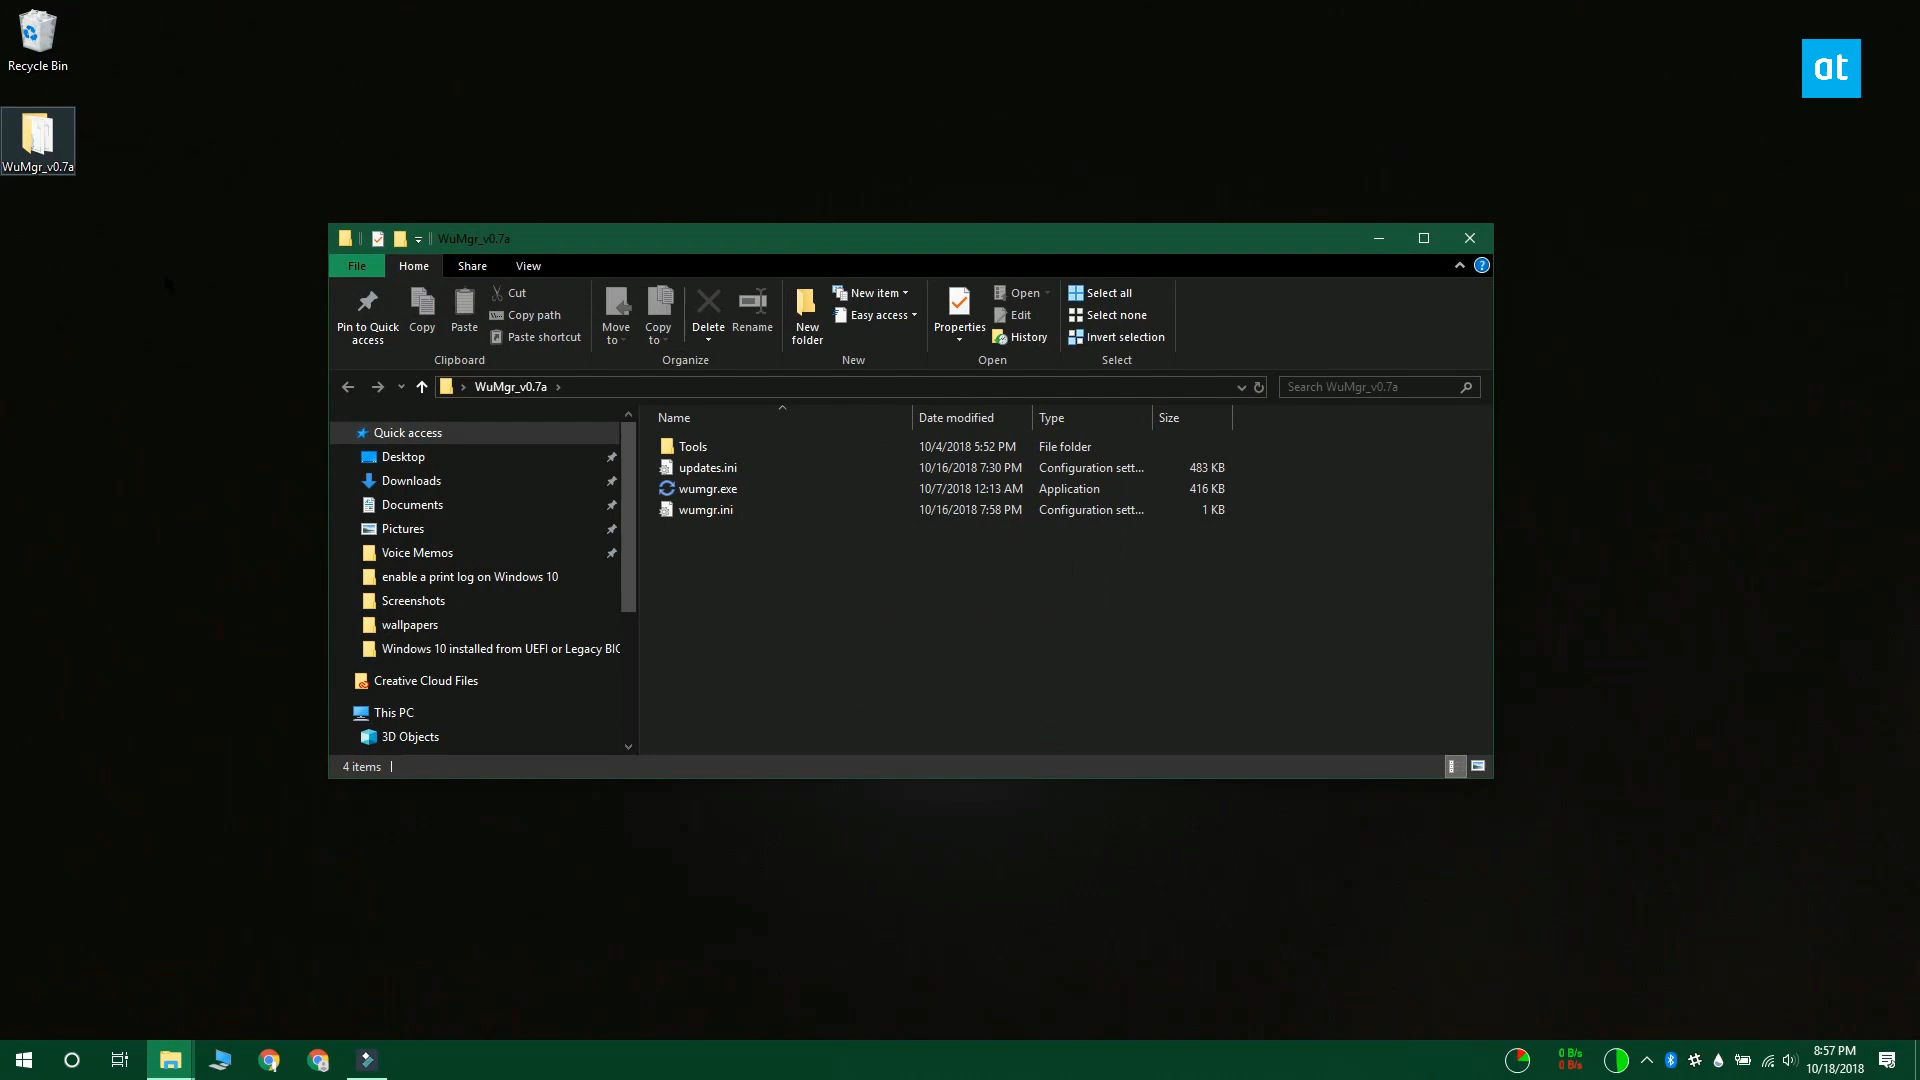 Recycle Bin
at
WuMgr_v0.7a
WuMgr_v0.7a
File Home Share View
Pin to Quick access
Copy
Paste
Cut
Copy path
Paste shortcut
Clipboard
Move to
Copy to
Delete
Rename
Organize
New folder
New item
Easy access
New
Properties
Open
Edit
History
Open
Select all
Select none
Invert selection
Select
WuMgr_v0.7a
Search WuMgr_v0.7a
Quick access
Desktop
Downloads
Documents
Pictures
Voice Memos
enable a print log on Windows 10
Screenshots
wallpapers
Windows 10 installed from UEFI or Legacy BIO
Creative Cloud Files
This PC
3D Objects
Name Date modified Type Size
Tools 10/4/2018 5:52 PM File folder
updates.ini 10/16/2018 7:30 PM Configuration sett... 483 KB
wumgr.exe 10/7/2018 12:13 AM Application 416 KB
wumgr.ini 10/16/2018 7:58 PM Configuration sett... 1 KB
4 items
0 B/s
0 B/s
8:57 PM
10/18/2018